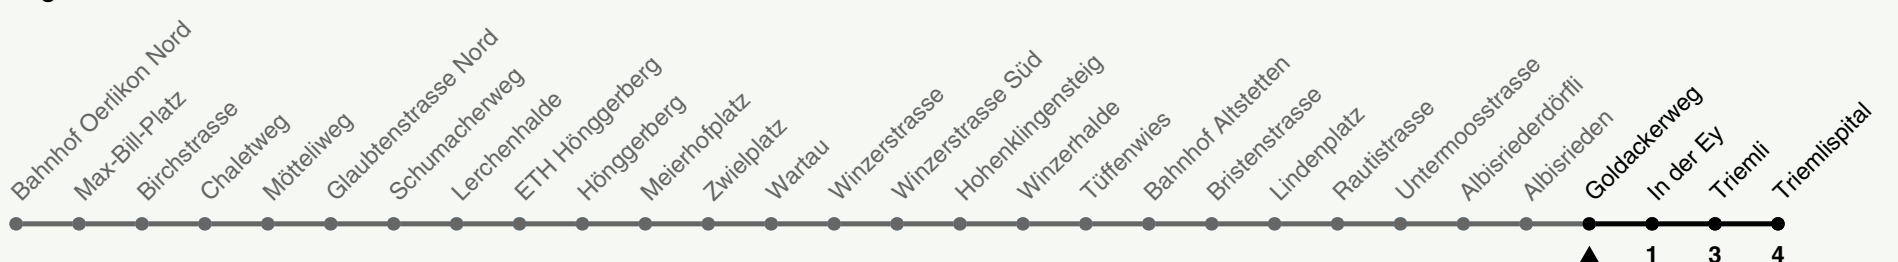 Bahnhof Oerlikon Nord
Max-Bill-Platz
Birchstrasse
Chaletweg
Mötteliweg
Glaubtenstrasse Nord
Schumacherweg
Lerchenhalde
ETH Hönggerberg
Hönggerberg
Meierhofplatz
Zwielplatz
Wartau
Winzerstrasse
Winzerstrasse Süd
Hohenklingensteig
Winzerhalde
Tüffenwies
Bahnhof Altstetten
Bristenstrasse
Lindenplatz
Rautistrasse
Untermoosstrasse
Albisriederdörfli
Albisrieden
Goldackerweg
In der Ey
Triemli
Triemlispital
1 3 4